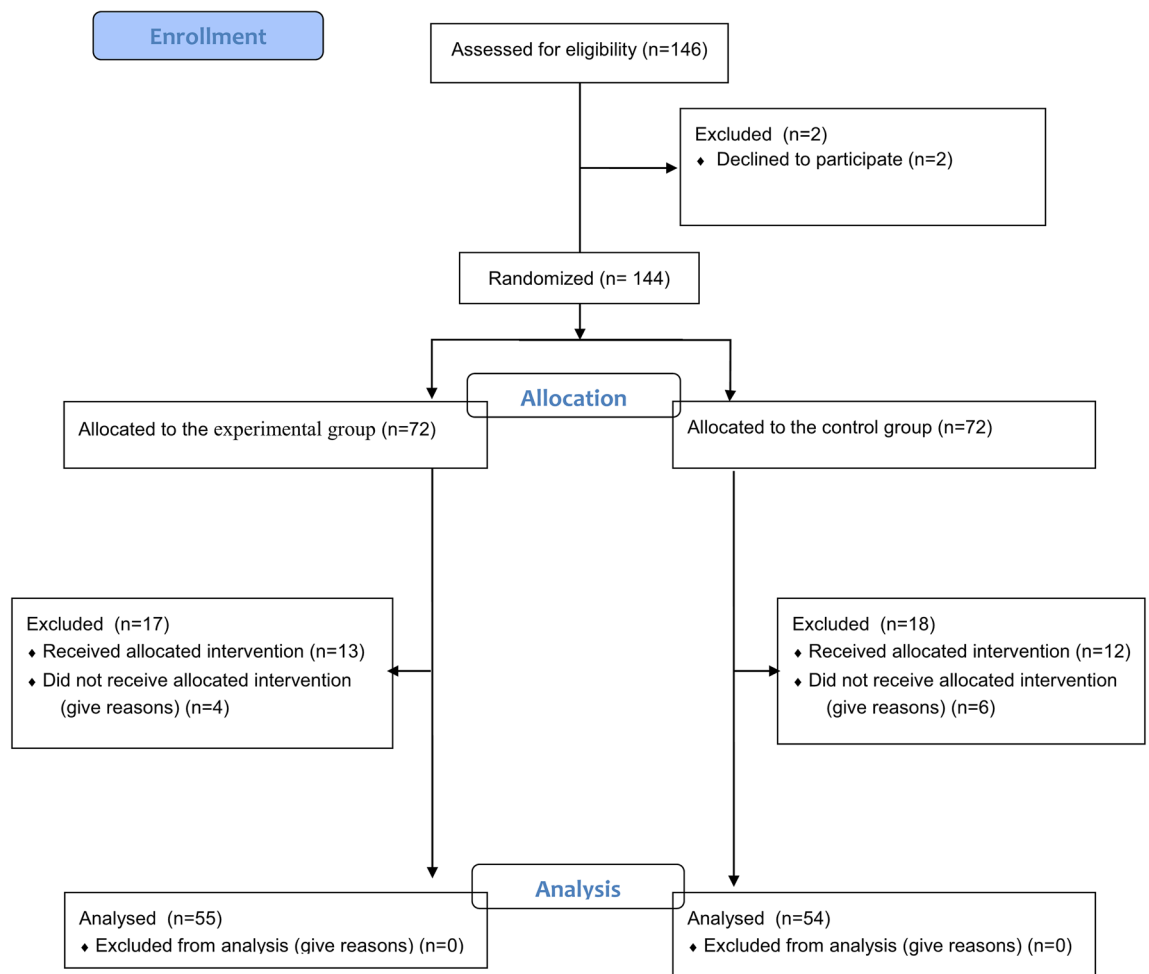 Enrollment
Assessed for eligibility (n=146)
Excluded (n=2)
♦ Declined to participate (n=2)
Randomized (n= 144)
Allocation
Allocated to the experimental group (n=72)
Allocated to the control group (n=72)
Excluded (n=17)
♦ Received allocated intervention (n=13)
♦ Did not receive allocated intervention
(give reasons) (n=4)
Excluded (n=18)
♦ Received allocated intervention (n=12)
♦ Did not receive allocated intervention
(give reasons) (n=6)
Analysis
Analysed (n=55)
♦ Excluded from analysis (give reasons) (n=0)
Analysed (n=54)
♦ Excluded from analysis (give reasons) (n=0)